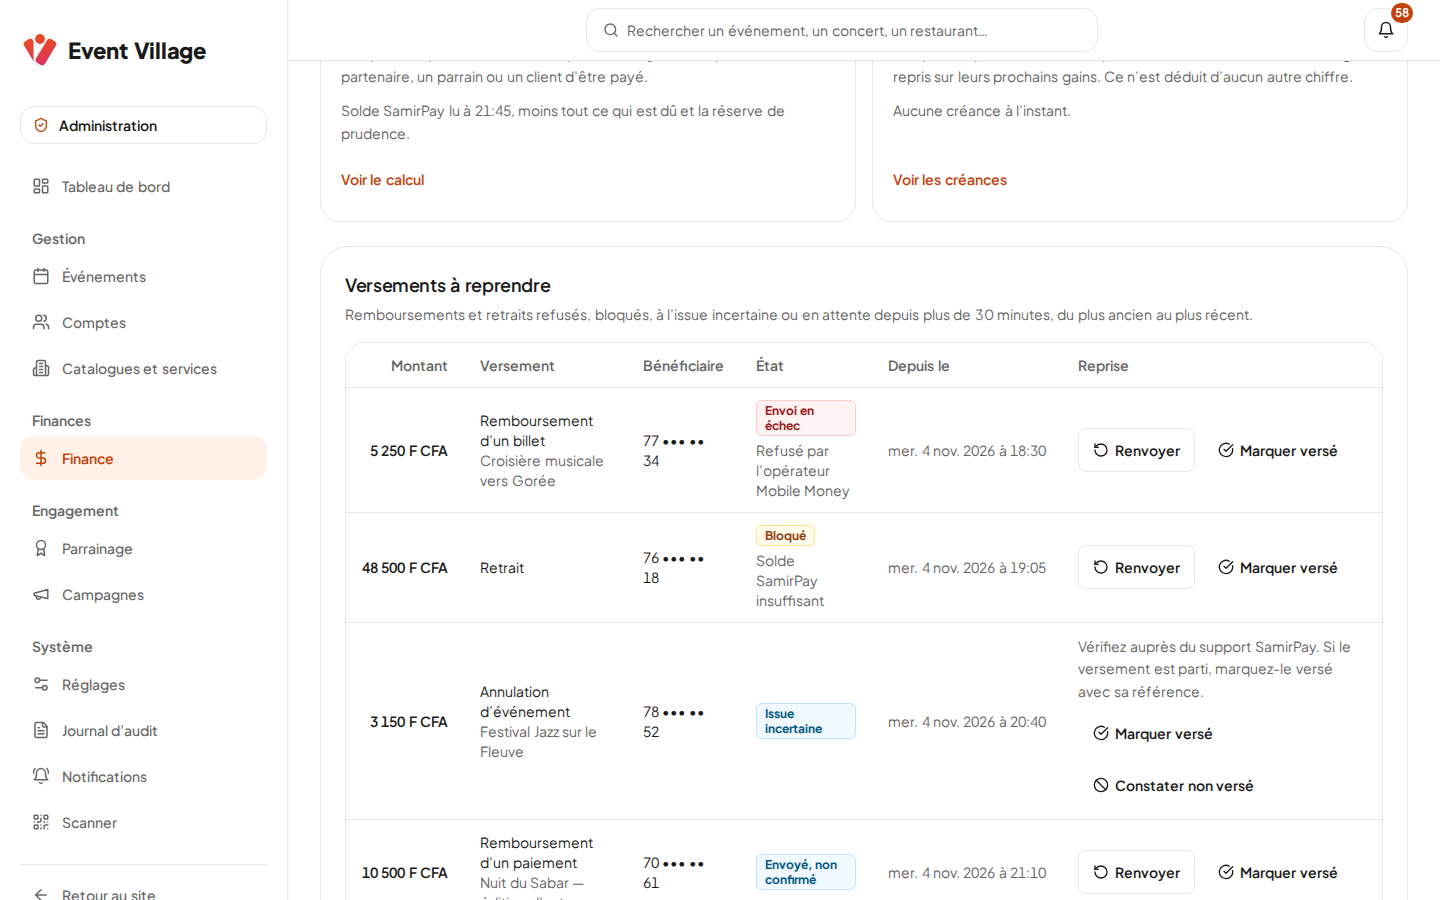 Event Village
Rechercher un événement, un concert, un restaurant…
58
Administration
Tableau de bord
Gestion
Événements
Comptes
Catalogues et services
Finances
Finance
Engagement
Parrainage
Campagnes
Système
Réglages
Journal d’audit
Notifications
Scanner
Retour au site
partenaire, un parrain ou un client d’être payé.
Solde SamirPay lu à 21:45, moins tout ce qui est dû et la réserve de
prudence.
Voir le calcul
repris sur leurs prochains gains. Ce n’est déduit d’aucun autre chiffre.
Aucune créance à l’instant.
Voir les créances
Versements à reprendre
Remboursements et retraits refusés, bloqués, à l’issue incertaine ou en attente depuis plus de 30 minutes, du plus ancien au plus récent.
Montant Versement Bénéficiaire État Depuis le Reprise
5 250 F CFA
Remboursement
d’un billet
Croisière musicale
vers Gorée
77 ••• ••
34
Envoi en
échec
Refusé par
l’opérateur
Mobile Money
mer. 4 nov. 2026 à 18:30
Renvoyer
Marquer versé
48 500 F CFA
Retrait
76 ••• ••
18
Bloqué
Solde
SamirPay
insuffisant
mer. 4 nov. 2026 à 19:05
Renvoyer
Marquer versé
3 150 F CFA
Annulation
d’événement
Festival Jazz sur le
Fleuve
78 ••• ••
52
Issue
incertaine
mer. 4 nov. 2026 à 20:40
Vérifiez auprès du support SamirPay. Si le
versement est parti, marquez-le versé
avec sa référence.
Marquer versé
Constater non versé
10 500 F CFA
Remboursement
d’un paiement
Nuit du Sabar —
70 ••• ••
61
Envoyé, non
confirmé
mer. 4 nov. 2026 à 21:10
Renvoyer
Marquer versé